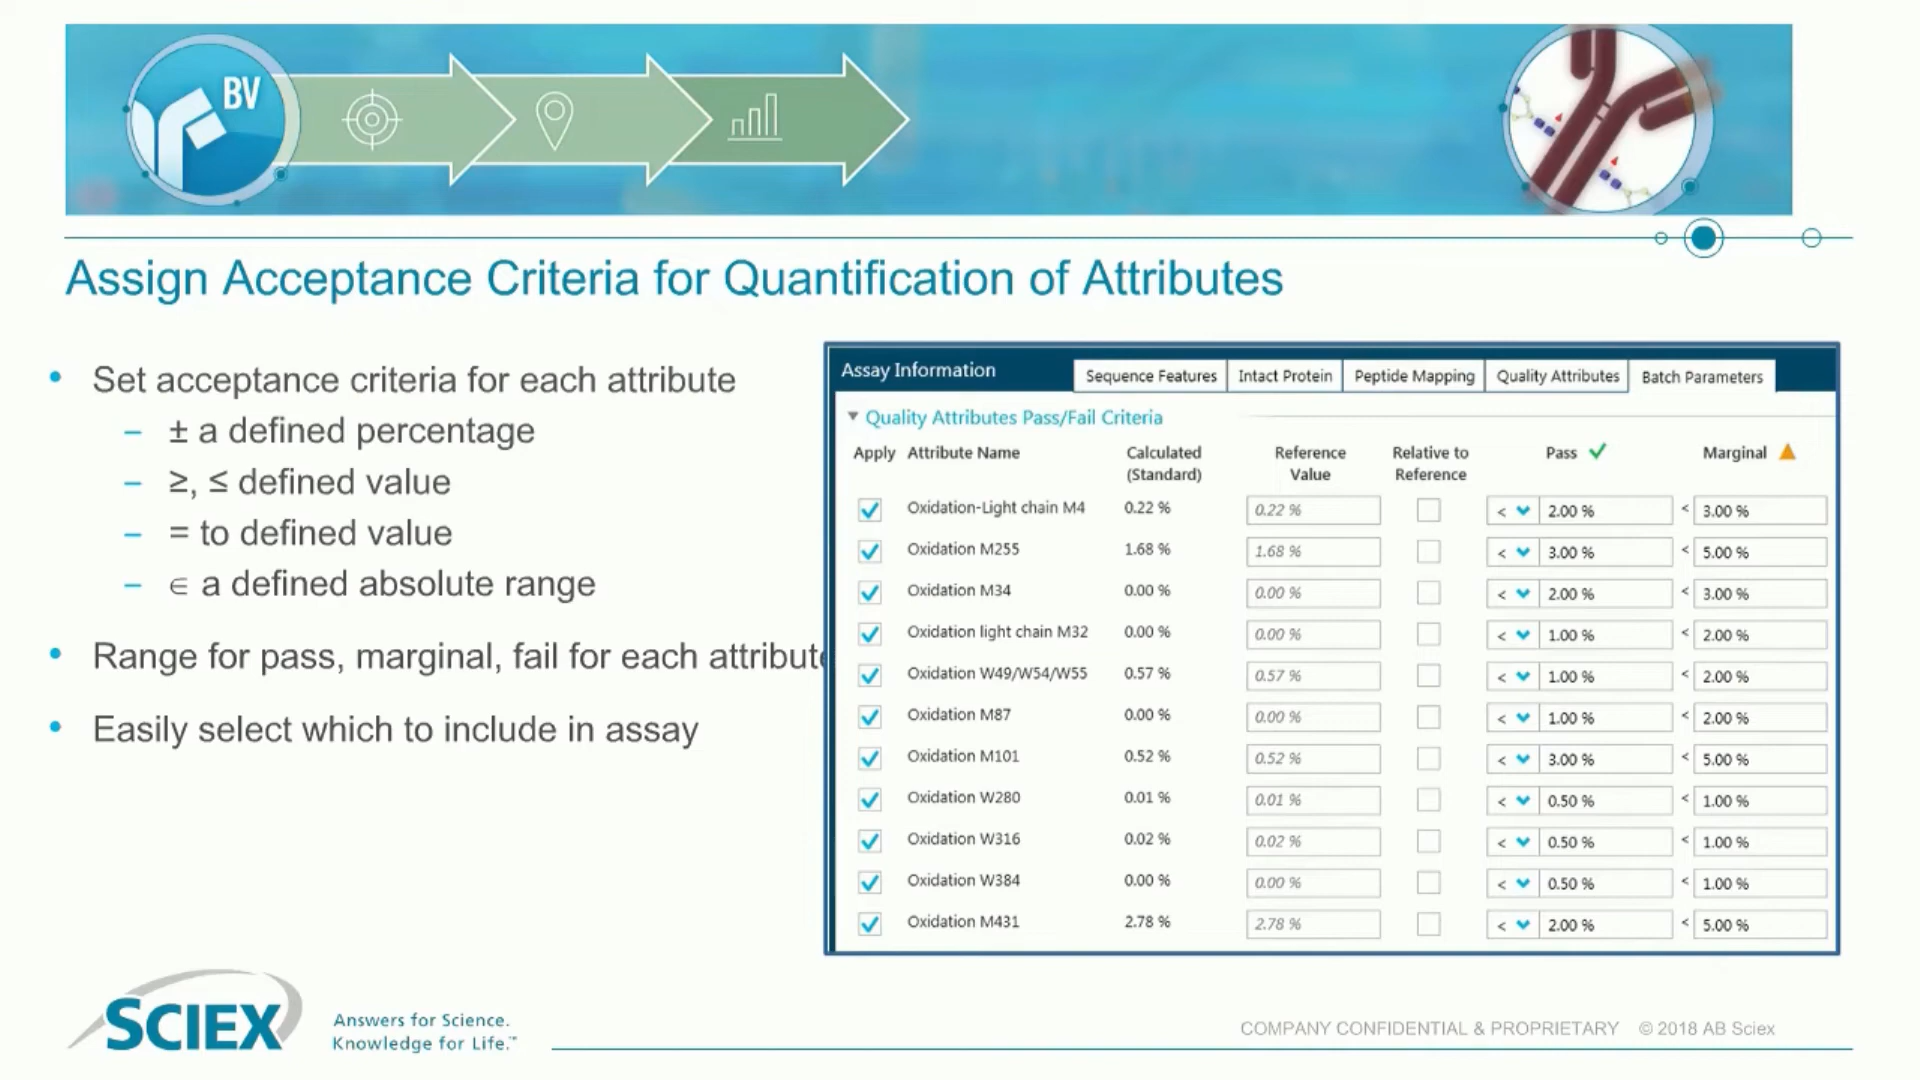 BV
Assign Acceptance Criteria for Quantification of Attributes
• Set acceptance criteria for each attribute
– ± a defined percentage
– ≥, ≤ defined value
– = to defined value
– ∈ a defined absolute range
• Range for pass, marginal, fail for each attribute
• Easily select which to include in assay
Assay Information Sequence Features Intact Protein Peptide Mapping Quality Attributes Batch Parameters
Quality Attributes Pass/Fail Criteria
Apply Attribute Name Calculated (Standard) Reference Value Relative to Reference Pass Marginal
Oxidation-Light chain M4 0.22 % 0.22 % < 2.00 % < 3.00 %
Oxidation M255 1.68 % 1.68 % < 3.00 % < 5.00 %
Oxidation M34 0.00 % 0.00 % < 2.00 % < 3.00 %
Oxidation light chain M32 0.00 % 0.00 % < 1.00 % < 2.00 %
Oxidation W49/W54/W55 0.57 % 0.57 % < 1.00 % < 2.00 %
Oxidation M87 0.00 % 0.00 % < 1.00 % < 2.00 %
Oxidation M101 0.52 % 0.52 % < 3.00 % < 5.00 %
Oxidation W280 0.01 % 0.01 % < 0.50 % < 1.00 %
Oxidation W316 0.02 % 0.02 % < 0.50 % < 1.00 %
Oxidation W384 0.00 % 0.00 % < 0.50 % < 1.00 %
Oxidation M431 2.78 % 2.78 % < 2.00 % < 5.00 %
SCIEX
Answers for Science.
Knowledge for Life.™
COMPANY CONFIDENTIAL & PROPRIETARY © 2018 AB Sciex